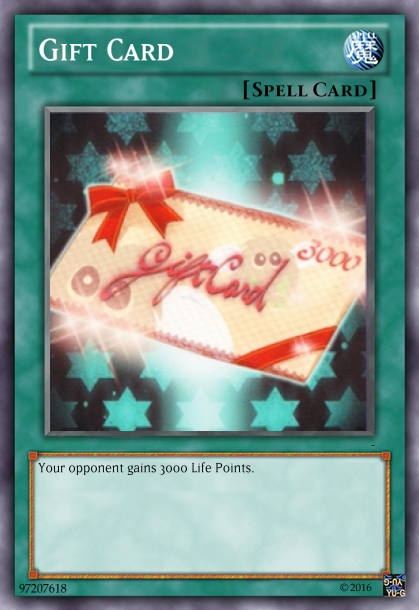 Gift Card
魔
[Spell Card]
3000
Gift Card
Your opponent gains 3000 Life Points.
97207618
©2016